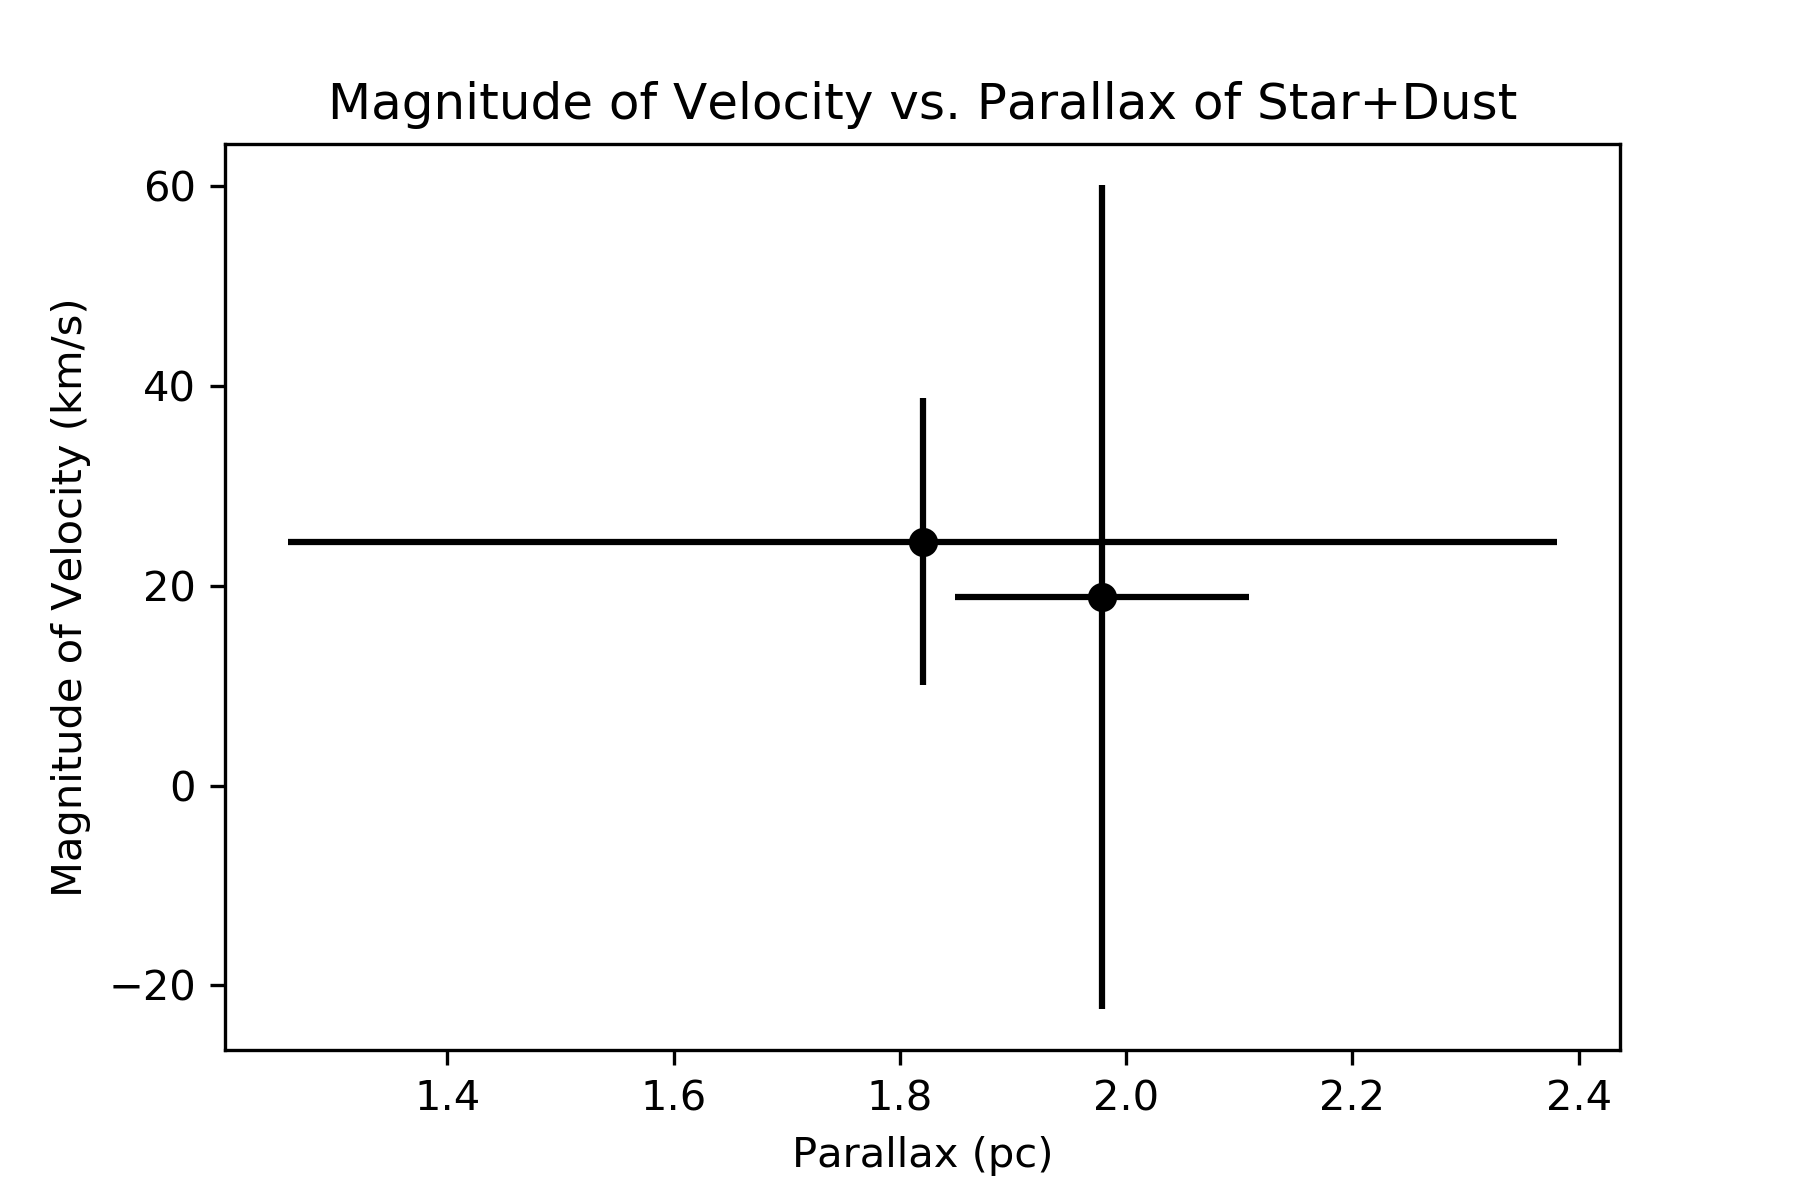 Magnitude of Velocity vs. Parallax of Star+Dust
Magnitude of Velocity (km/s)
60
40
20
0
−20
1.4 1.6 1.8 2.0 2.2 2.4
Parallax (pc)